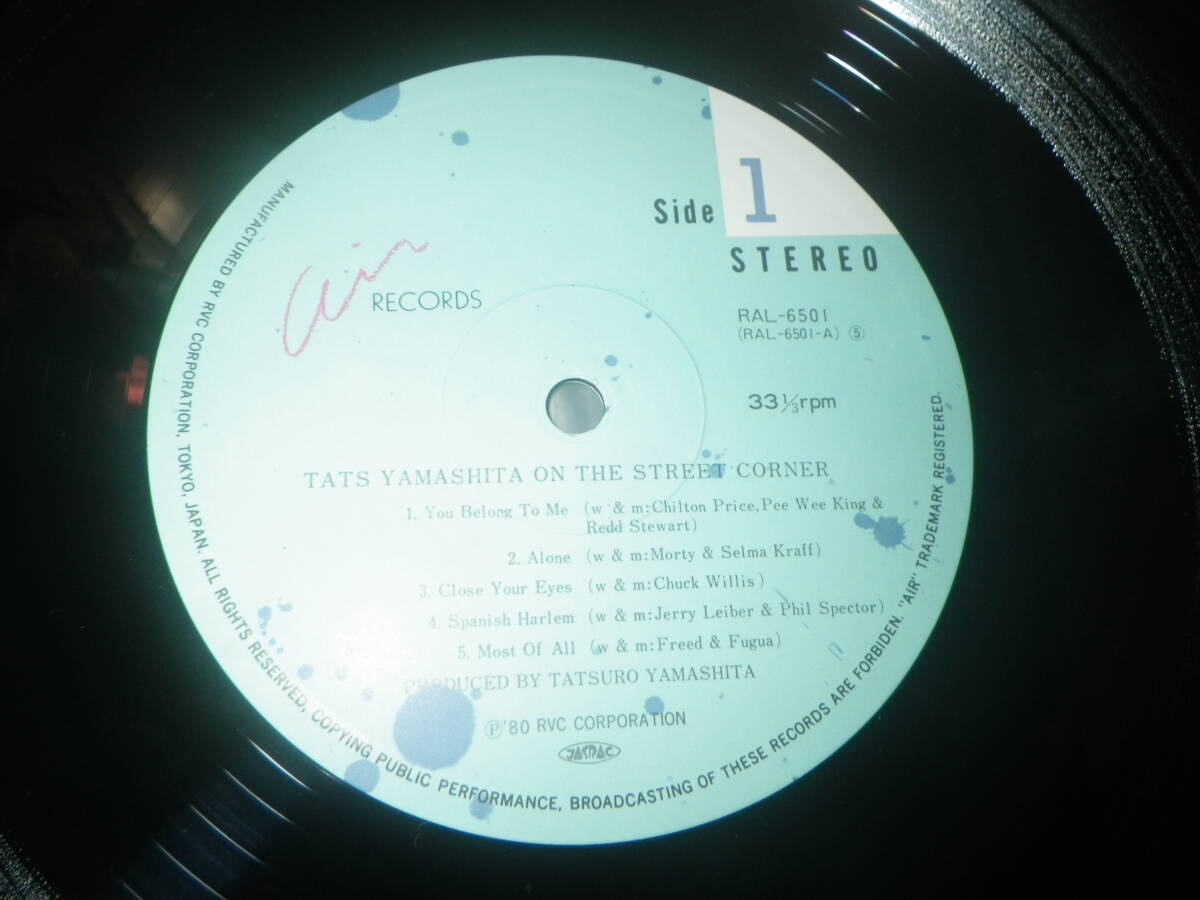 Side 1
STEREO
Air RECORDS
RAL-6501
(RAL-6501-A) ⑤
33 1/3 rpm
TATS YAMASHITA ON THE STREET CORNER
1. You Belong To Me (w & m:Chilton Price,Pee Wee King &
Redd Stewart)
2. Alone (w & m:Morty & Selma Kraff)
3. Close Your Eyes (w & m:Chuck Willis)
4. Spanish Harlem (w & m:Jerry Leiber & Phil Spector)
5. Most Of All (w & m:Freed & Fugua)
PRODUCED BY TATSURO YAMASHITA
Ⓟ'80 RVC CORPORATION
JASRAC
MANUFACTURED BY RVC CORPORATION, TOKYO, JAPAN. ALL RIGHTS RESERVED, COPYING PUBLIC PERFORMANCE, BROADCASTING OF THESE RECORDS ARE FORBIDEN. "AIR" TRADEMARK REGISTERED.